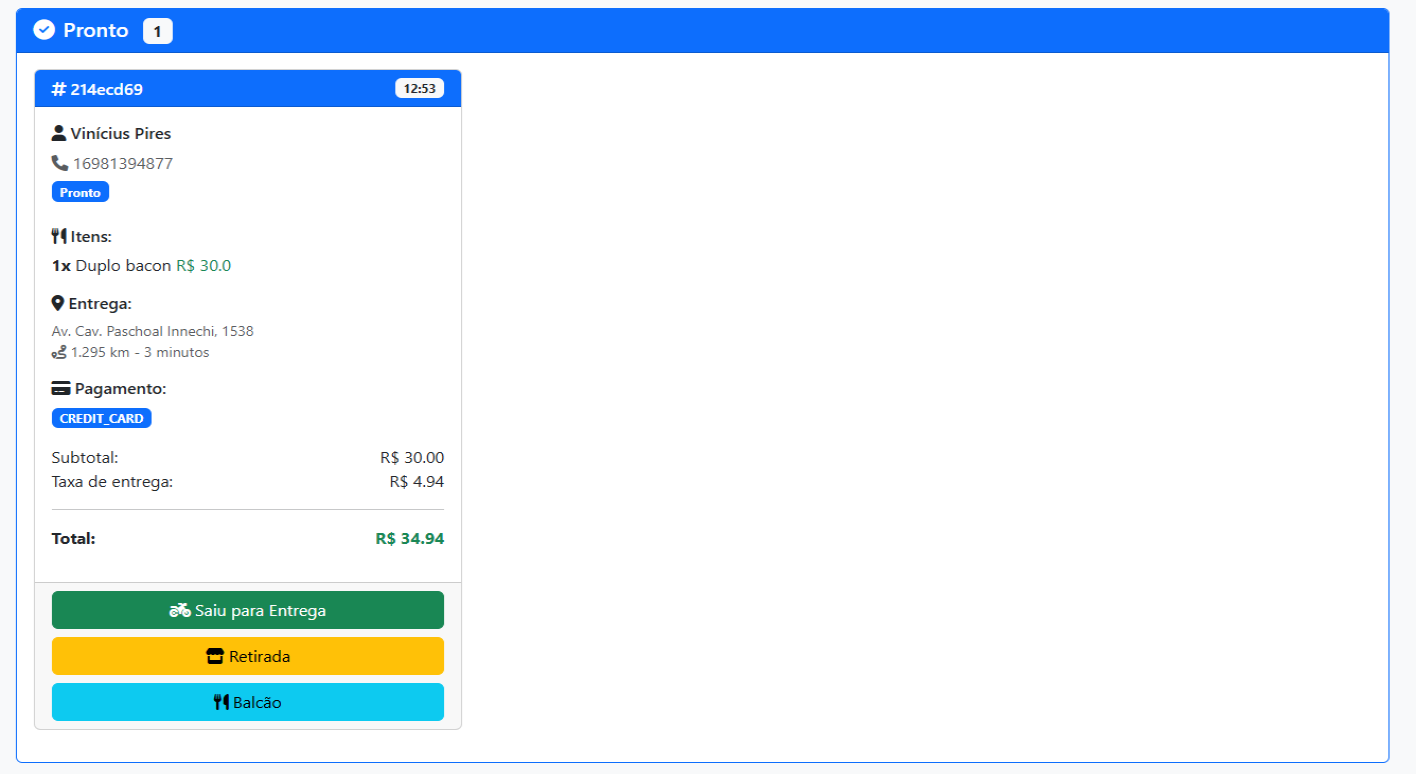 Pronto 1
# 214ecd69 12:53
Vinícius Pires
16981394877
Pronto
Itens:
1x Duplo bacon R$ 30.0
Entrega:
Av. Cav. Paschoal Innechi, 1538
1.295 km - 3 minutos
Pagamento:
CREDIT_CARD
Subtotal: R$ 30.00
Taxa de entrega: R$ 4.94
Total: R$ 34.94
Saiu para Entrega
Retirada
Balcão